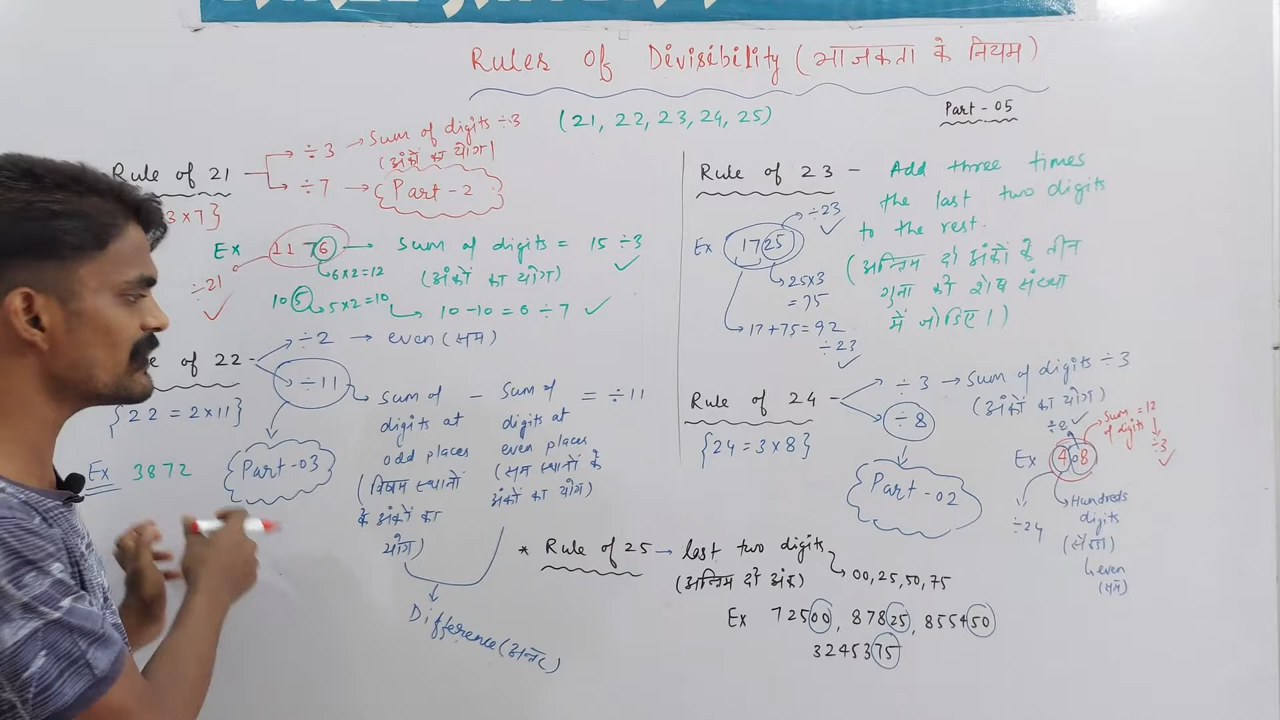 Rules Of Divisibility (भाजकता के नियम)
Part-05
(21, 22, 23, 24, 25)
Rule of 21
÷3 → Sum of digits ÷3
(अंकों का योग)
÷7 → Part-2
3×7}
Ex 1176 → Sum of digits = 15 ÷3 ✓
(अंकों का योग)
6×2=12
÷21 ✓
105 5×2=10
10-10=0 ÷7 ✓
of 22
÷2 → even (सम)
÷11
{22 = 2×11}
Part-03
Sum of digits at odd places
(विषम स्थानों के अंकों का योग)
-
Sum of digits at even places
(सम स्थानों के अंकों का योग)
= ÷11
Difference (अन्तर)
Ex 3872
Rule of 23 - Add three times
the last two digits
to the rest.
(अन्तिम दो अंकों के तीन
गुना को शेष संख्या
में जोडिए।)
Ex 1725
÷23 ✓
25×3
=75
17+75=92
÷23 ✓
Rule of 24
÷3 → Sum of digits ÷3
(अंकों का योग)
÷8
{24=3×8}
Part-02
Ex 408
÷8 ✓
Sum of digits = 12
÷3 ✓
÷24
Hundreds
digits
(सैकडा)
even
(सम)
* Rule of 25 → last two digits
(अन्तिम दो अंक)
00,25,50,75
Ex 72500, 87825, 855450
3245375